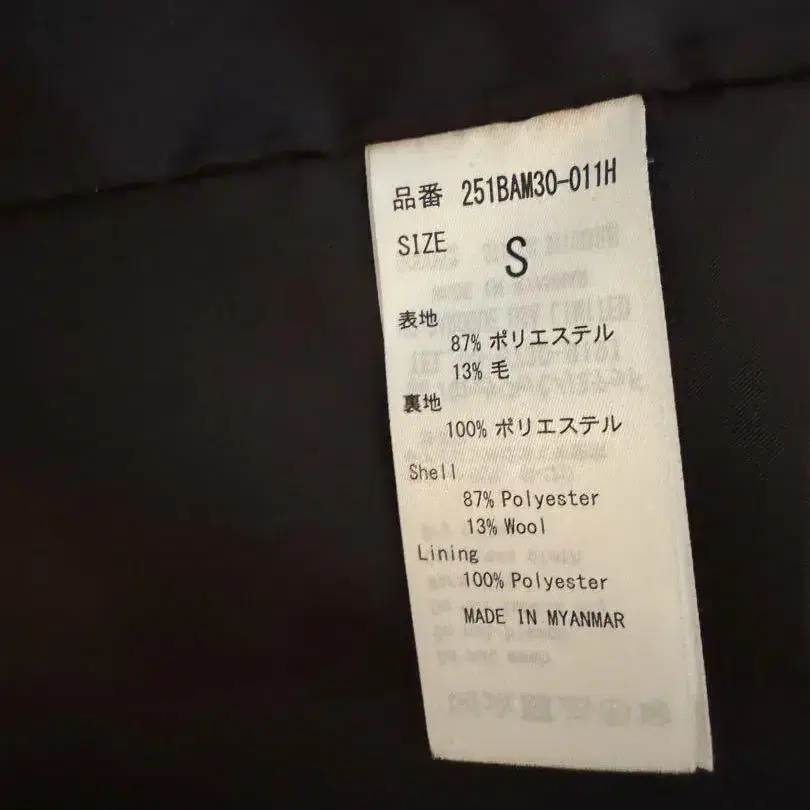 品番 251BAM30-011H
SIZE S
表地
87% ポリエステル
13% 毛
裏地
100% ポリエステル
Shell
87% Polyester
13% Wool
Lining
100% Polyester
MADE IN MYANMAR